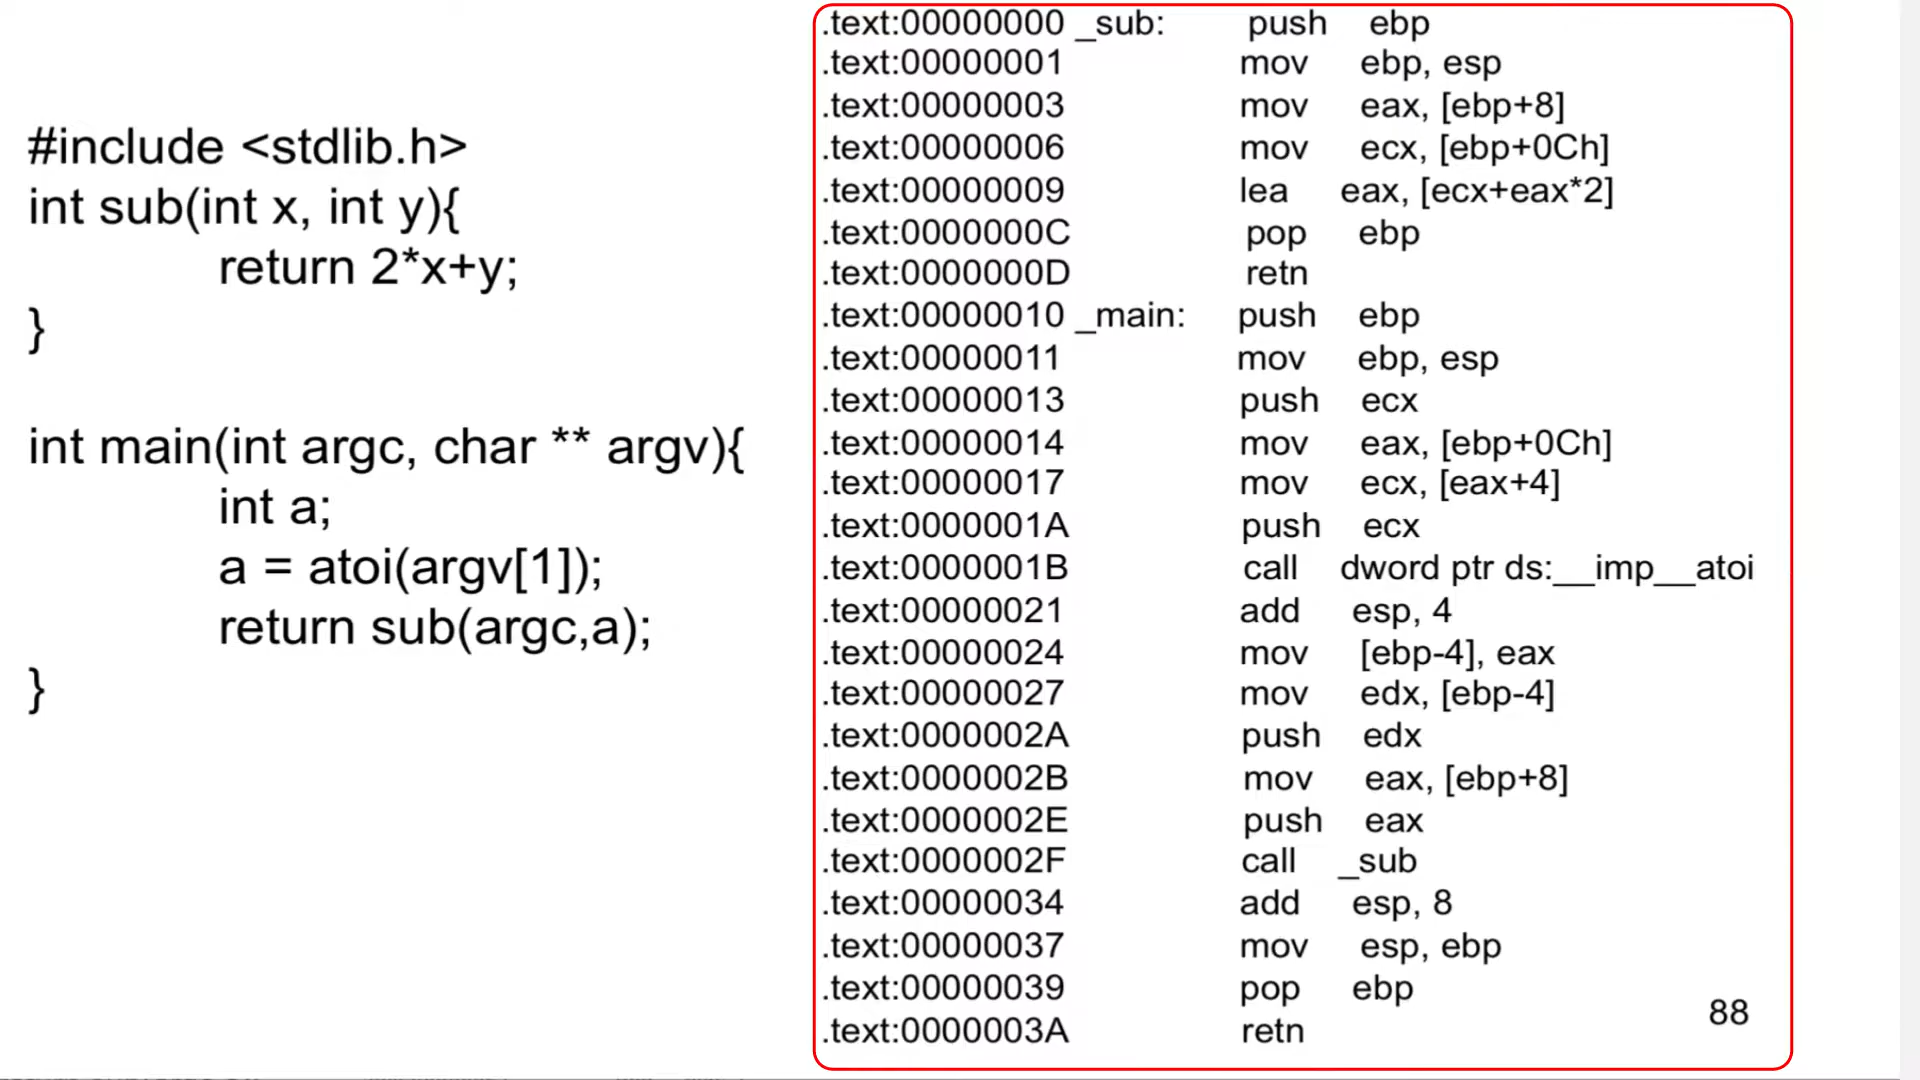 #include <stdlib.h>
int sub(int x, int y){
return 2*x+y;
}
int main(int argc, char ** argv){
int a;
a = atoi(argv[1]);
return sub(argc,a);
}
.text:00000000 _sub: push ebp
.text:00000001 mov ebp, esp
.text:00000003 mov eax, [ebp+8]
.text:00000006 mov ecx, [ebp+0Ch]
.text:00000009 lea eax, [ecx+eax*2]
.text:0000000C pop ebp
.text:0000000D retn
.text:00000010 _main: push ebp
.text:00000011 mov ebp, esp
.text:00000013 push ecx
.text:00000014 mov eax, [ebp+0Ch]
.text:00000017 mov ecx, [eax+4]
.text:0000001A push ecx
.text:0000001B call dword ptr ds:__imp__atoi
.text:00000021 add esp, 4
.text:00000024 mov [ebp-4], eax
.text:00000027 mov edx, [ebp-4]
.text:0000002A push edx
.text:0000002B mov eax, [ebp+8]
.text:0000002E push eax
.text:0000002F call _sub
.text:00000034 add esp, 8
.text:00000037 mov esp, ebp
.text:00000039 pop ebp
.text:0000003A retn
88